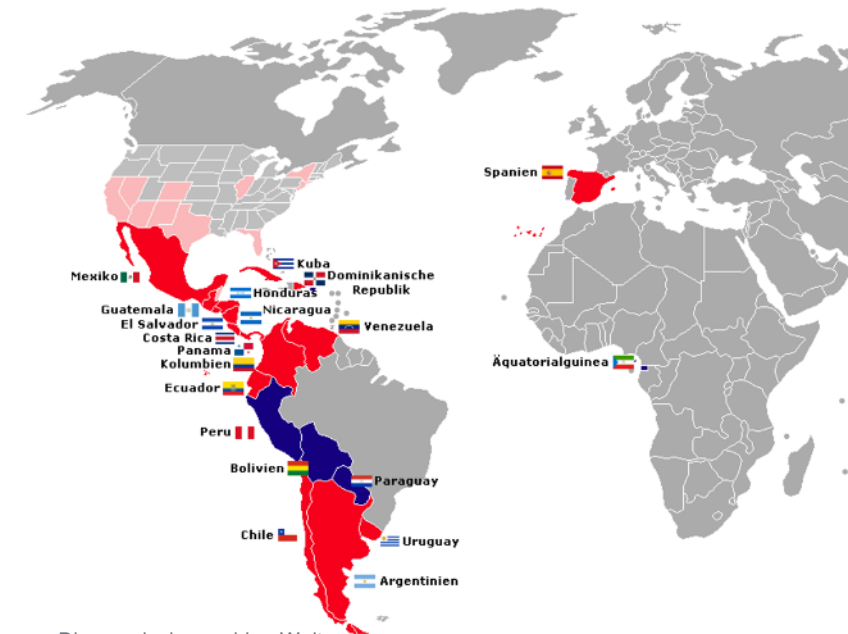 Spanien
Kuba
Mexiko
Dominikanische
Republik
Honduras
Guatemala
Nicaragua
El Salvador
Venezuela
Costa Rica
Panama
Kolumbien
Äquatorialguinea
Ecuador
Peru
Bolivien
Paraguay
Chile
Uruguay
Argentinien